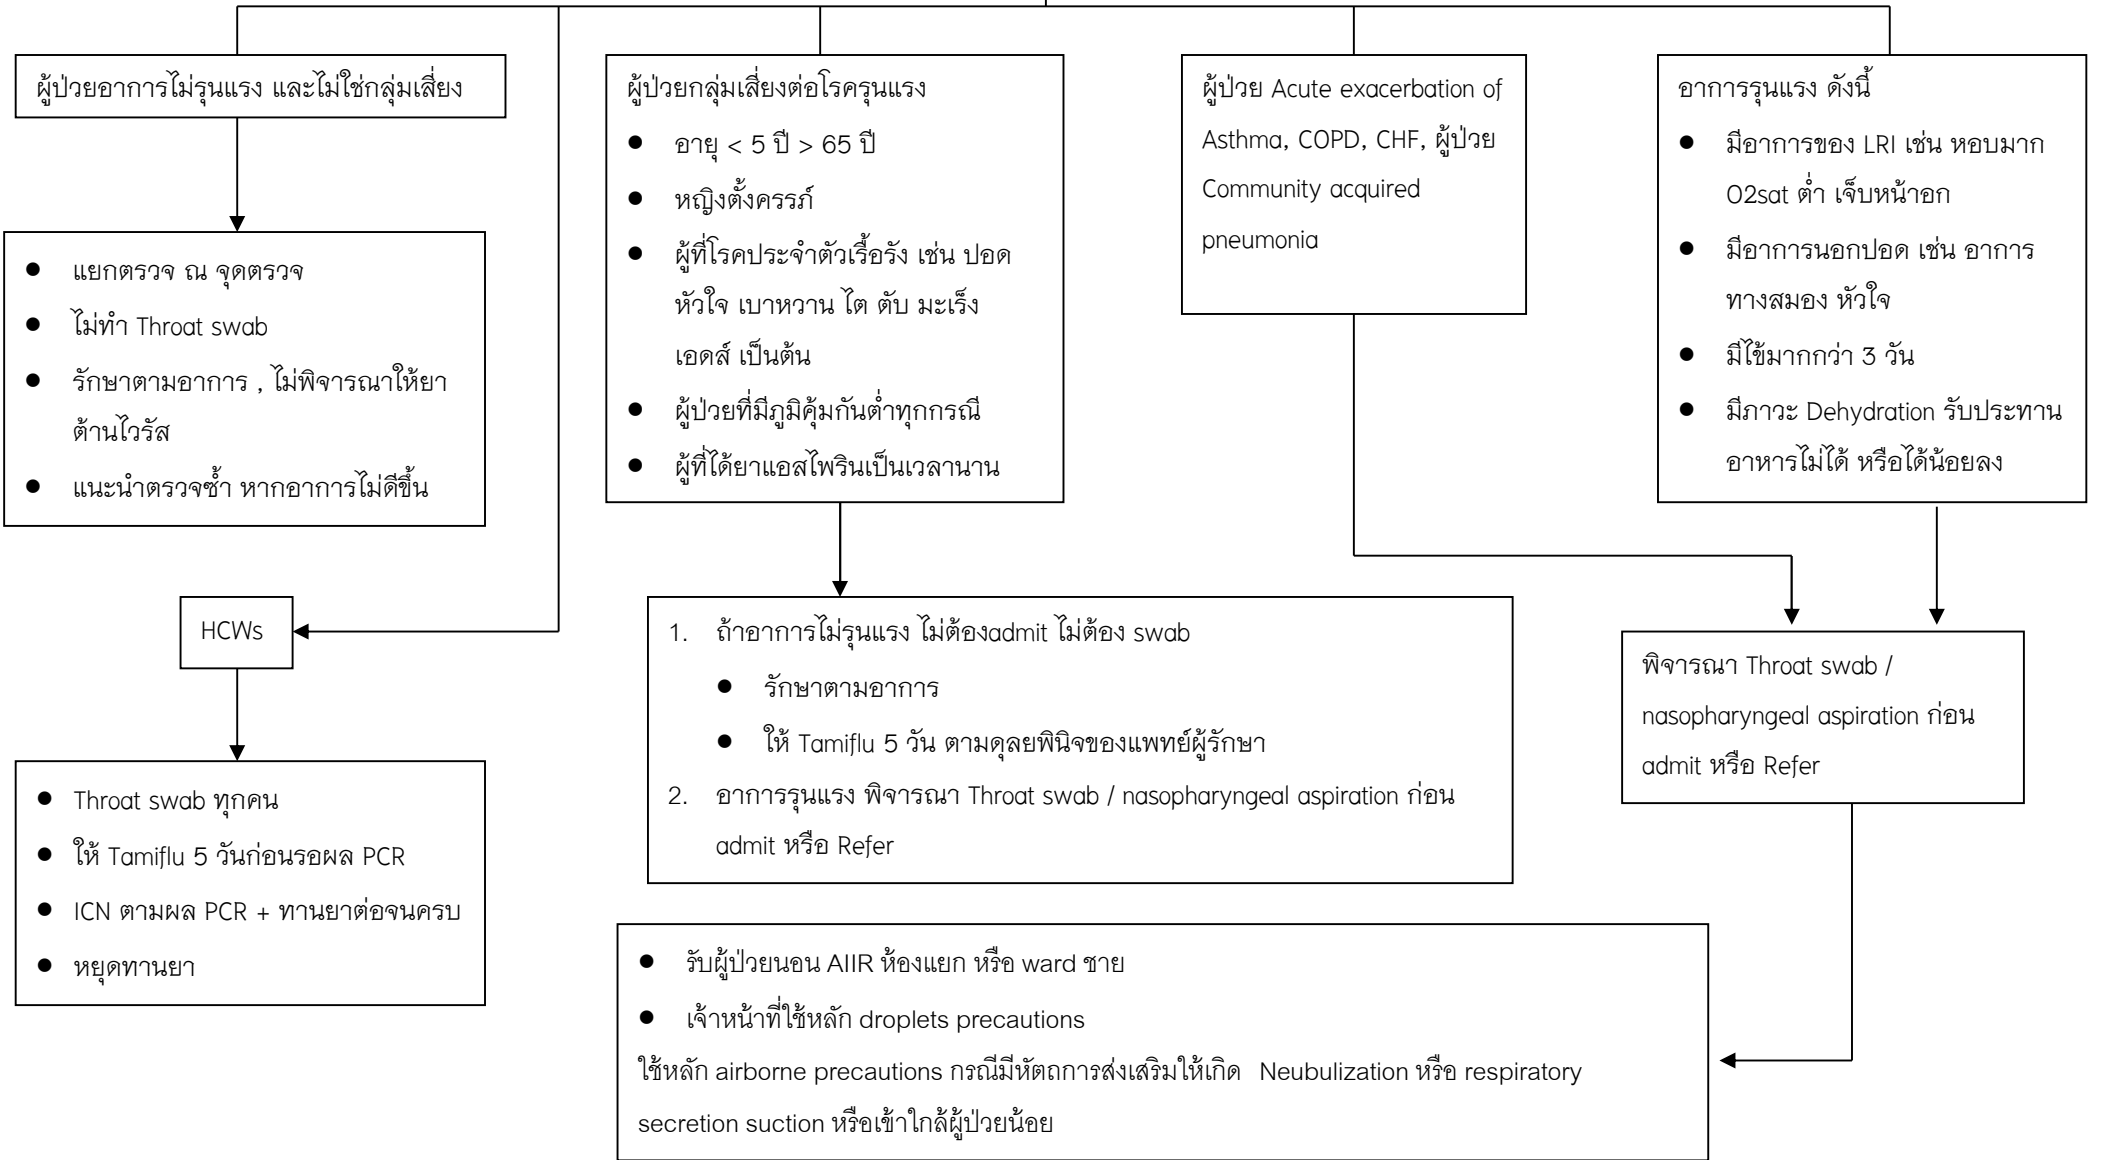 ผู้ป่วยอาการไม่รุนแรง และไม่ใช่กลุ่มเสี่ยง
● แยกตรวจ ณ จุดตรวจ
● ไม่ทำ Throat swab
● รักษาตามอาการ , ไม่พิจารณาให้ยา
ต้านไวรัส
● แนะนำตรวจซ้ำ หากอาการไม่ดีขึ้น
HCWs
● Throat swab ทุกคน
● ให้ Tamiflu 5 วันก่อนรอผล PCR
● ICN ตามผล PCR + ทานยาต่อจนครบ
● หยุดทานยา
ผู้ป่วยกลุ่มเสี่ยงต่อโรครุนแรง
● อายุ < 5 ปี > 65 ปี
● หญิงตั้งครรภ์
● ผู้ที่โรคประจำตัวเรื้อรัง เช่น ปอด
หัวใจ เบาหวาน ไต ตับ มะเร็ง
เอดส์ เป็นต้น
● ผู้ป่วยที่มีภูมิคุ้มกันต่ำทุกกรณี
● ผู้ที่ได้ยาแอสไพรินเป็นเวลานาน
1. ถ้าอาการไม่รุนแรง ไม่ต้องadmit ไม่ต้อง swab
● รักษาตามอาการ
● ให้ Tamiflu 5 วัน ตามดุลยพินิจของแพทย์ผู้รักษา
2. อาการรุนแรง พิจารณา Throat swab / nasopharyngeal aspiration ก่อน
admit หรือ Refer
ผู้ป่วย Acute exacerbation of
Asthma, COPD, CHF, ผู้ป่วย
Community acquired
pneumonia
อาการรุนแรง ดังนี้
● มีอาการของ LRI เช่น หอบมาก
O2sat ต่ำ เจ็บหน้าอก
● มีอาการนอกปอด เช่น อาการ
ทางสมอง หัวใจ
● มีไข้มากกว่า 3 วัน
● มีภาวะ Dehydration รับประทาน
อาหารไม่ได้ หรือได้น้อยลง
พิจารณา Throat swab /
nasopharyngeal aspiration ก่อน
admit หรือ Refer
● รับผู้ป่วยนอน AIIR ห้องแยก หรือ ward ชาย
● เจ้าหน้าที่ใช้หลัก droplets precautions
ใช้หลัก airborne precautions กรณีมีหัตถการส่งเสริมให้เกิด Neubulization หรือ respiratory
secretion suction หรือเข้าใกล้ผู้ป่วยน้อย